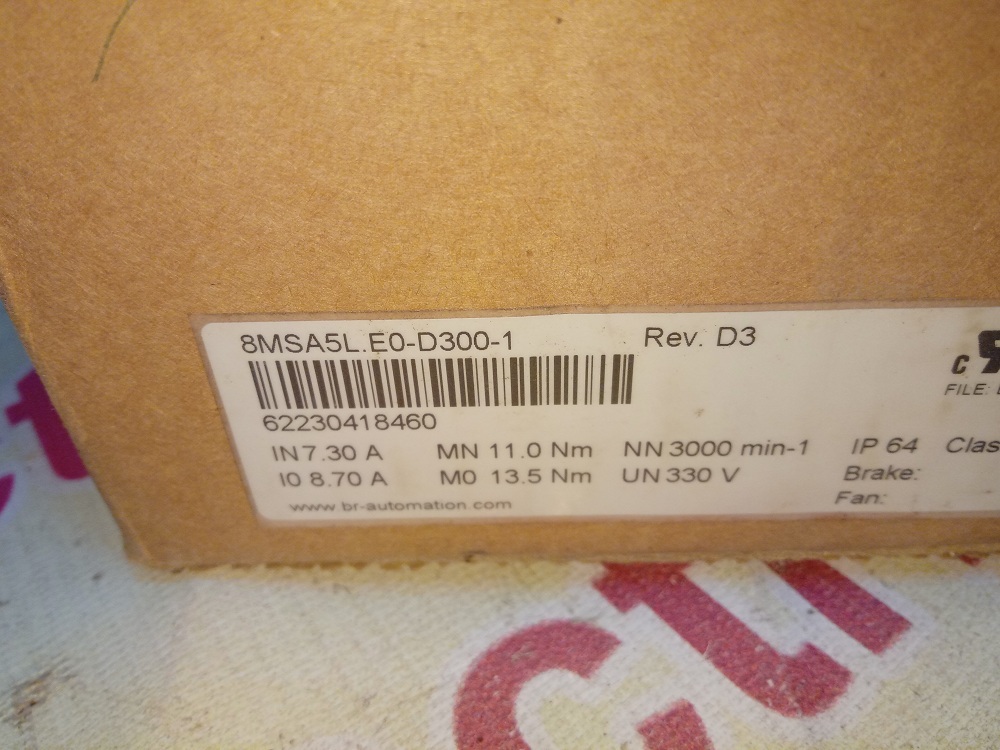 8MSA5L.E0-D300-1 Rev. D3
62230418460
c
FILE:
IN 7.30 A MN 11.0 Nm NN 3000 min-1 IP 64
I0 8.70 A M0 13.5 Nm UN 330 V Brake:
Fan:
www.br-automation.com